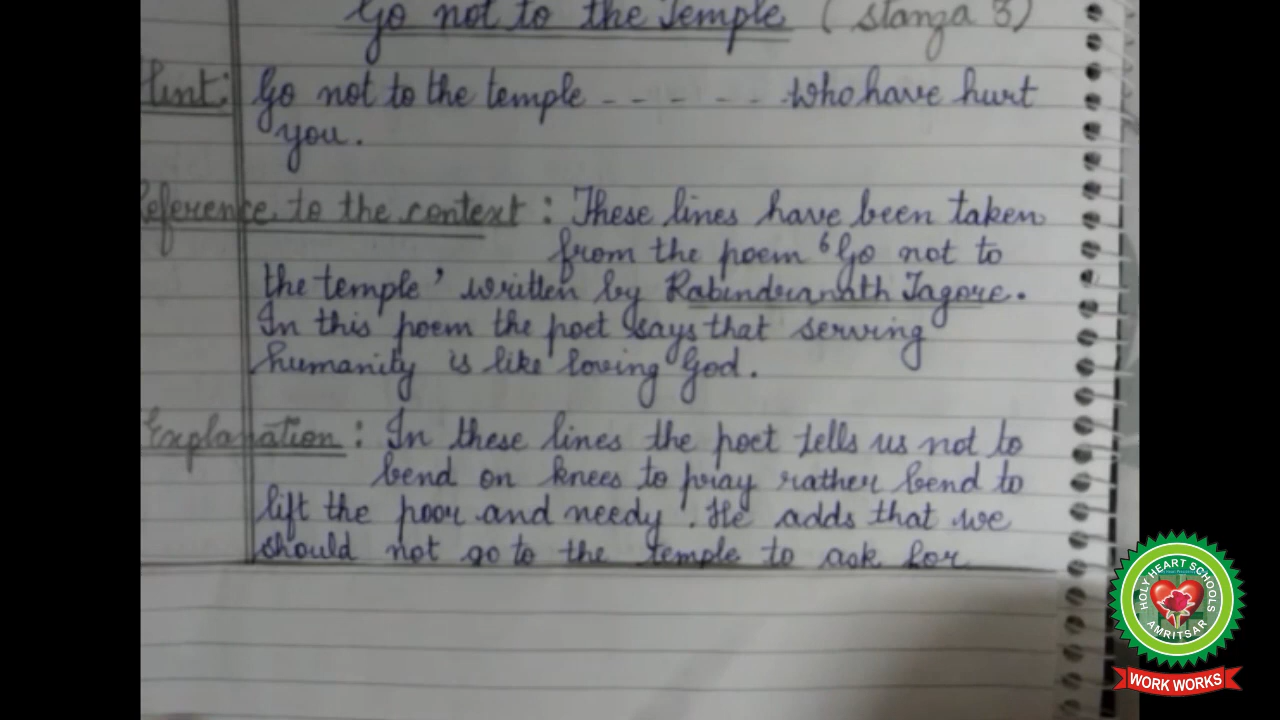 Go not to the Temple (stanza 3)
Hint: Go not to the temple - - - - - who have hurt
you.
Reference to the context : These lines have been taken
from the poem ‘Go not to
the temple’ written by Rabindranath Tagore.
In this poem the poet says that serving
humanity is like loving God.
Explanation : In these lines the poet tells us not to
bend on knees to pray rather bend to
lift the poor and needy. He adds that we
should not go to the temple to ask for
HOLY HEART SCHOOLS
AMRITSAR
WORK WORKS